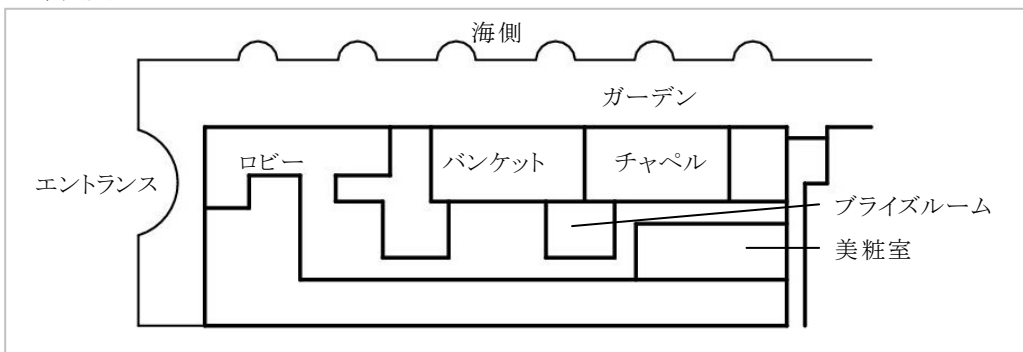 海側
ガーデン
ロビー
バンケット
チャペル
エントランス
ブライズルーム
美粧室